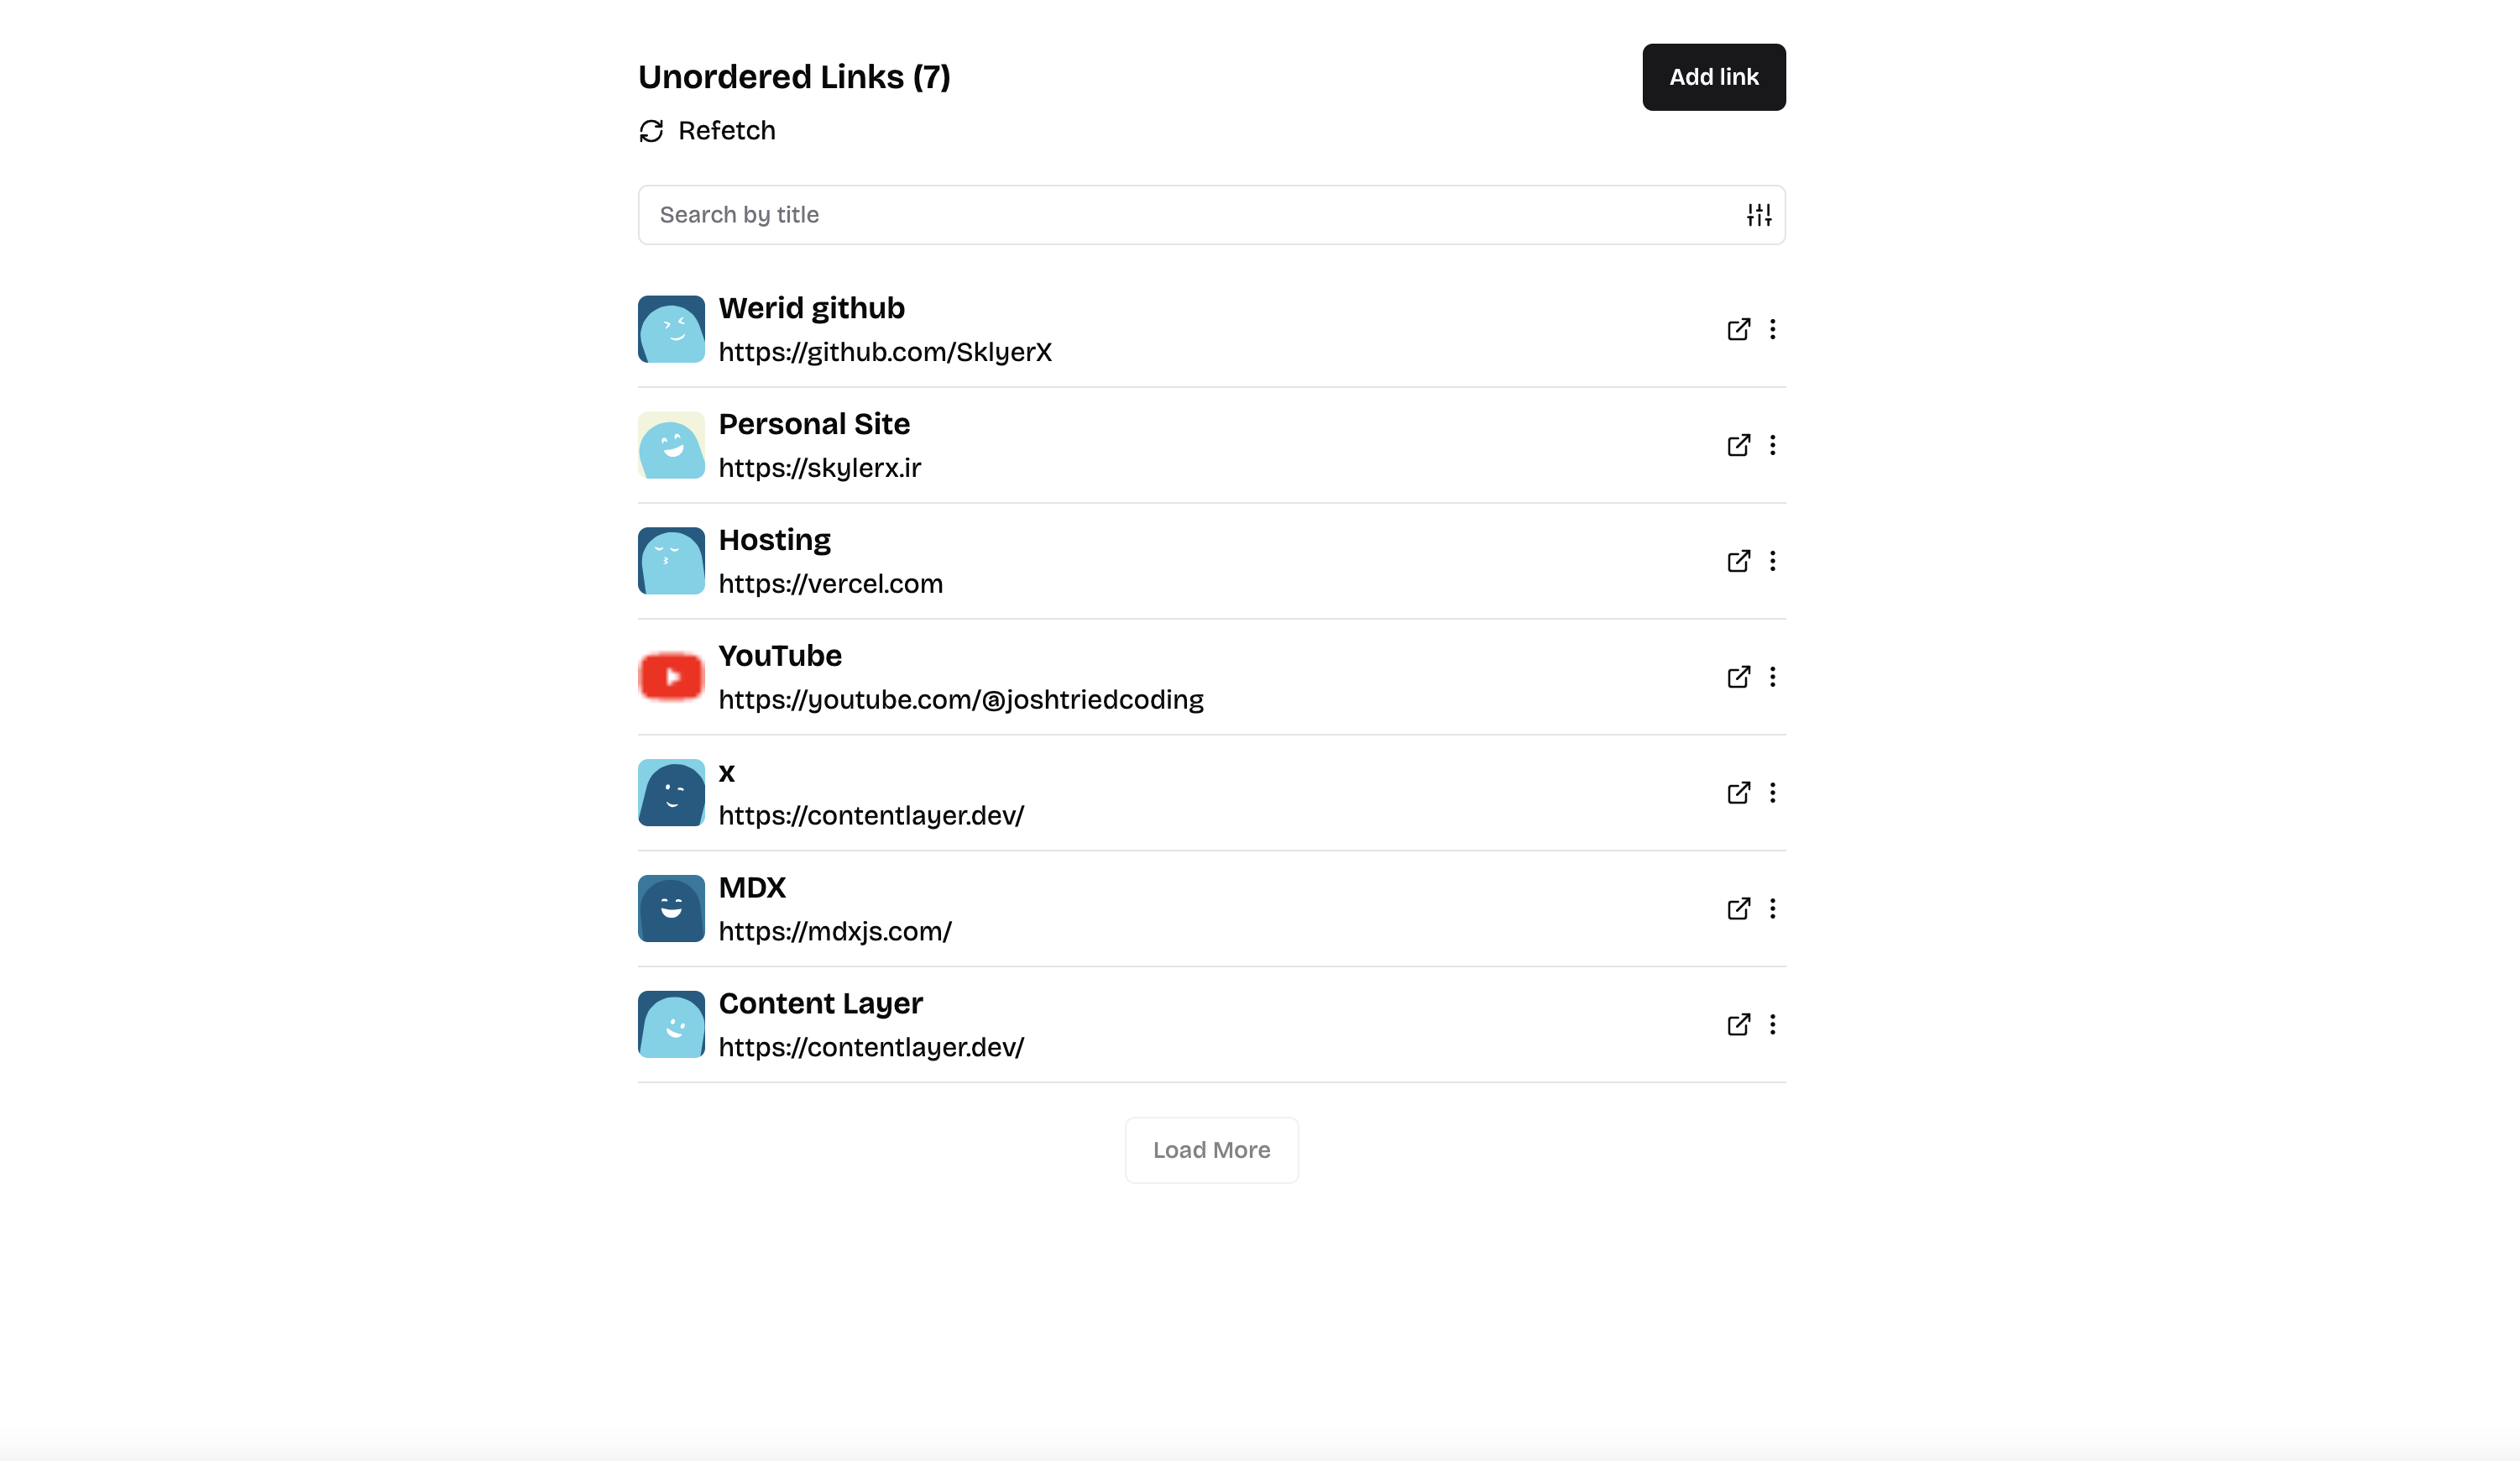 Unordered Links (7)
Add link
Refetch
Search by title
Werid github
https://github.com/SklyerX
Personal Site
https://skylerx.ir
Hosting
https://vercel.com
YouTube
https://youtube.com/@joshtriedcoding
x
https://contentlayer.dev/
MDX
https://mdxjs.com/
Content Layer
https://contentlayer.dev/
Load More